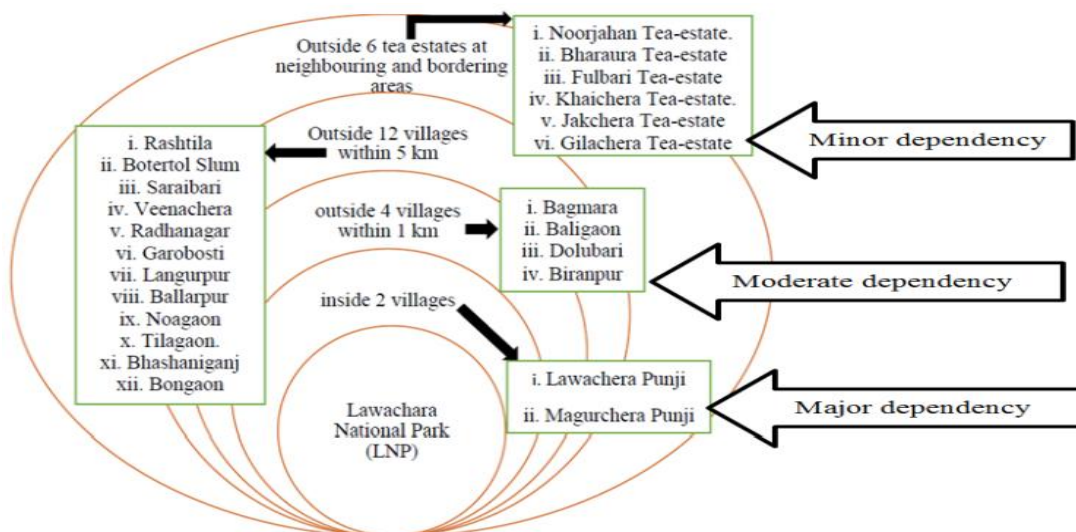 Outside 6 tea estates at
neighbouring and bordering
areas
i. Noorjahan Tea-estate.
ii. Bharaura Tea-estate
iii. Fulbari Tea-estate
iv. Khaichera Tea-estate.
v. Jakchera Tea-estate
vi. Gilachera Tea-estate
Minor dependency
Outside 12 villages
within 5 km
i. Rashtila
ii. Botertol Slum
iii. Saraibari
iv. Veenachera
v. Radhanagar
vi. Garobosti
vii. Langurpur
viii. Ballarpur
ix. Noagaon
x. Tilagaon.
xi. Bhashaniganj
xii. Bongaon
outside 4 villages
within 1 km
i. Bagmara
ii. Baligaon
iii. Dolubari
iv. Biranpur
Moderate dependency
inside 2 villages
i. Lawachera Punji
ii. Magurchera Punji
Major dependency
Lawachara
National Park
(LNP)